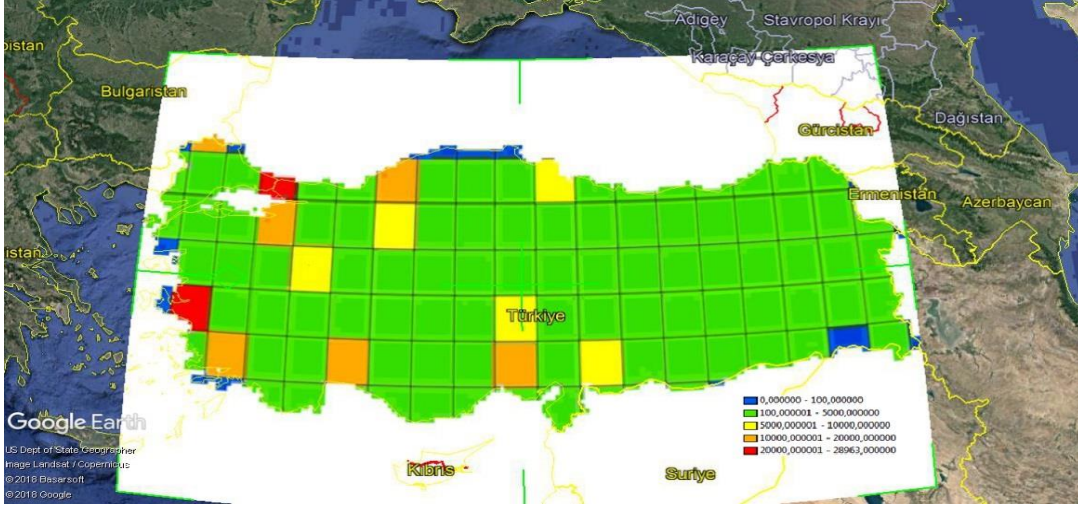 Adigey
Stavropol Krayı
Karaçay-Çerkesya
Bulgaristan
Dağıstan
Gürcistan
Ermenistan
Azerbaycan
istan
Türkiye
0,000000 - 100,000000
100,000001 - 5000,000000
5000,000001 - 10000,000000
10000,000001 - 20000,000000
20000,000001 - 28963,000000
Google Earth
US Dept of State Geographer
Image Landsat / Copernicus
©2018 Basarsoft
©2018 Google
Kıbrıs
Suriye